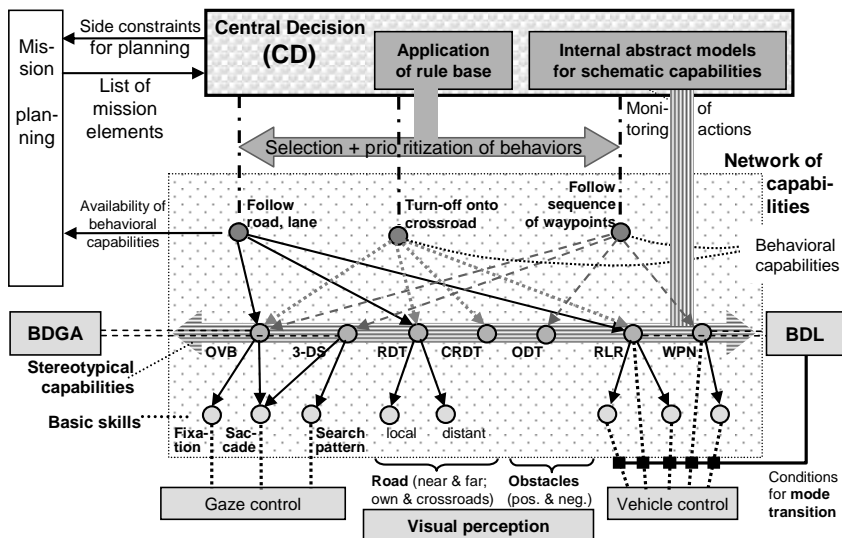 Mis-
sion
plan-
ning
Side constraints
for planning
List of
mission
elements
Availability of
behavioral
capabilities
Central Decision
(CD)
Application
of rule base
Internal abstract models
for schematic capabilities
Moni- of
toring actions
Selection + prioritization of behaviors
Network of
capabi-
lities
Follow
road, lane
Turn-off onto
crossroad
Follow
sequence
of waypoints
Behavioral
capabilities
BDGA
BDL
OVB 3-DS RDT CRDT ODT RLR WPN
Stereotypical
capabilities
Basic skills
Fixa-
tion
Sac-
cade
Search
pattern
local
distant
Gaze control
Road (near & far;
own & crossroads)
Obstacles
(pos. & neg.)
Visual perception
Vehicle control
Conditions
for mode
transition